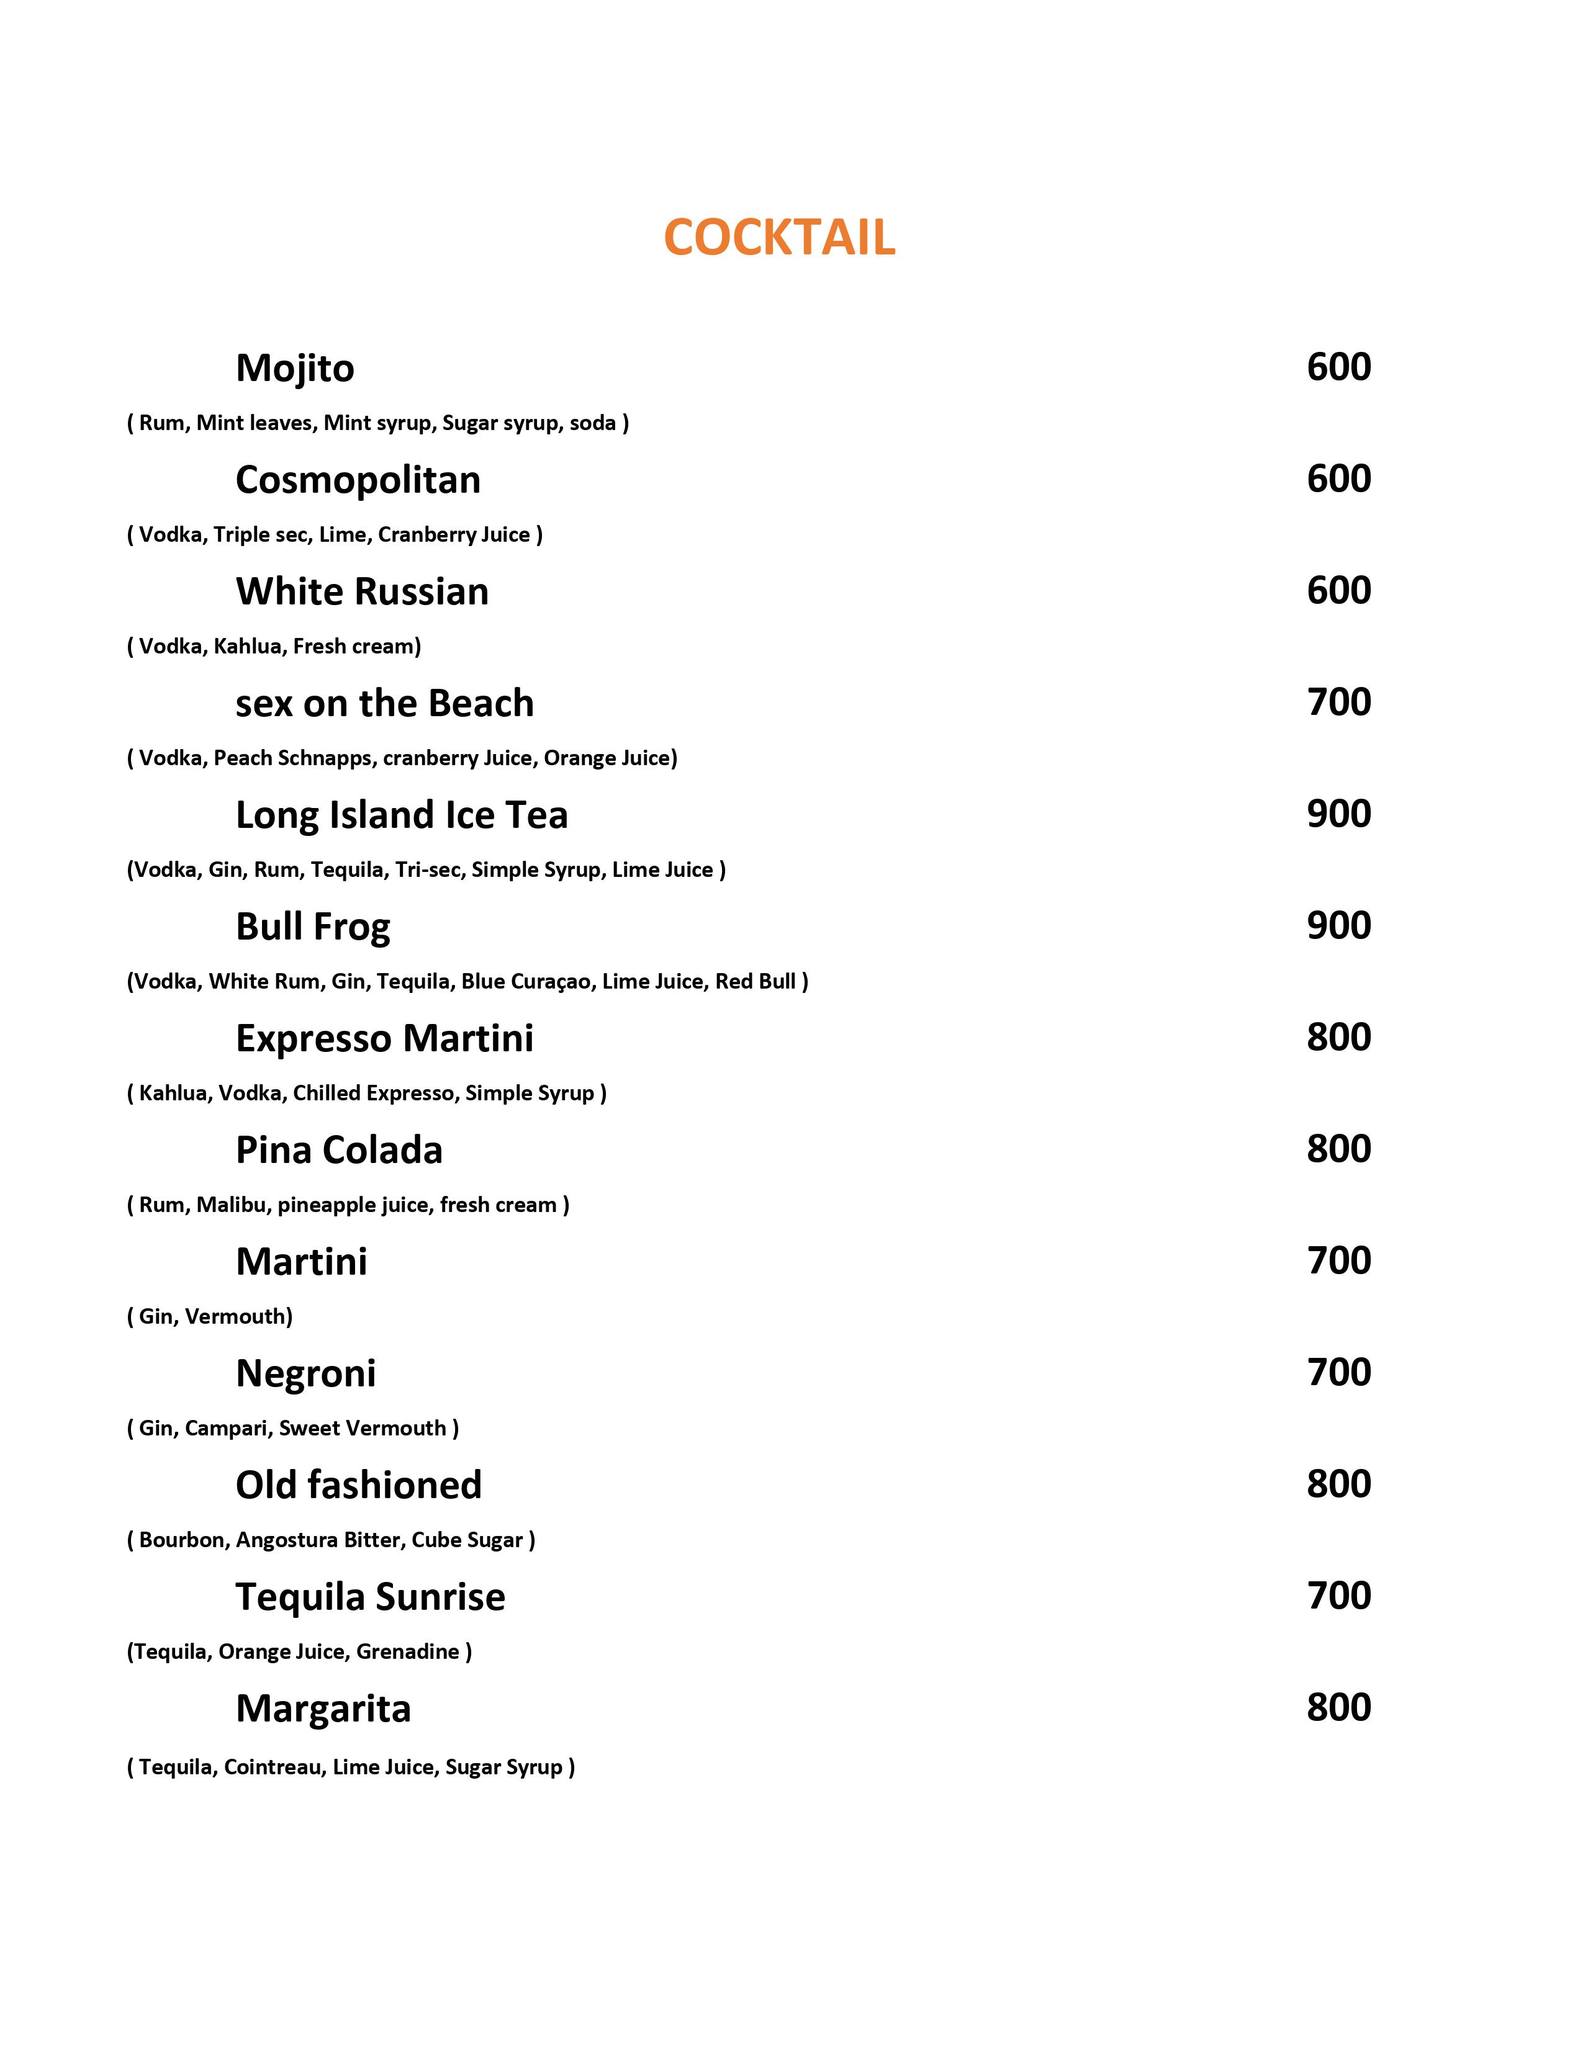 COCKTAIL
Mojito 600
( Rum, Mint leaves, Mint syrup, Sugar syrup, soda )
Cosmopolitan 600
( Vodka, Triple sec, Lime, Cranberry Juice )
White Russian 600
( Vodka, Kahlua, Fresh cream)
sex on the Beach 700
( Vodka, Peach Schnapps, cranberry Juice, Orange Juice)
Long Island Ice Tea 900
(Vodka, Gin, Rum, Tequila, Tri-sec, Simple Syrup, Lime Juice )
Bull Frog 900
(Vodka, White Rum, Gin, Tequila, Blue Curaçao, Lime Juice, Red Bull )
Expresso Martini 800
( Kahlua, Vodka, Chilled Expresso, Simple Syrup )
Pina Colada 800
( Rum, Malibu, pineapple juice, fresh cream )
Martini 700
( Gin, Vermouth)
Negroni 700
( Gin, Campari, Sweet Vermouth )
Old fashioned 800
( Bourbon, Angostura Bitter, Cube Sugar )
Tequila Sunrise 700
(Tequila, Orange Juice, Grenadine )
Margarita 800
( Tequila, Cointreau, Lime Juice, Sugar Syrup )